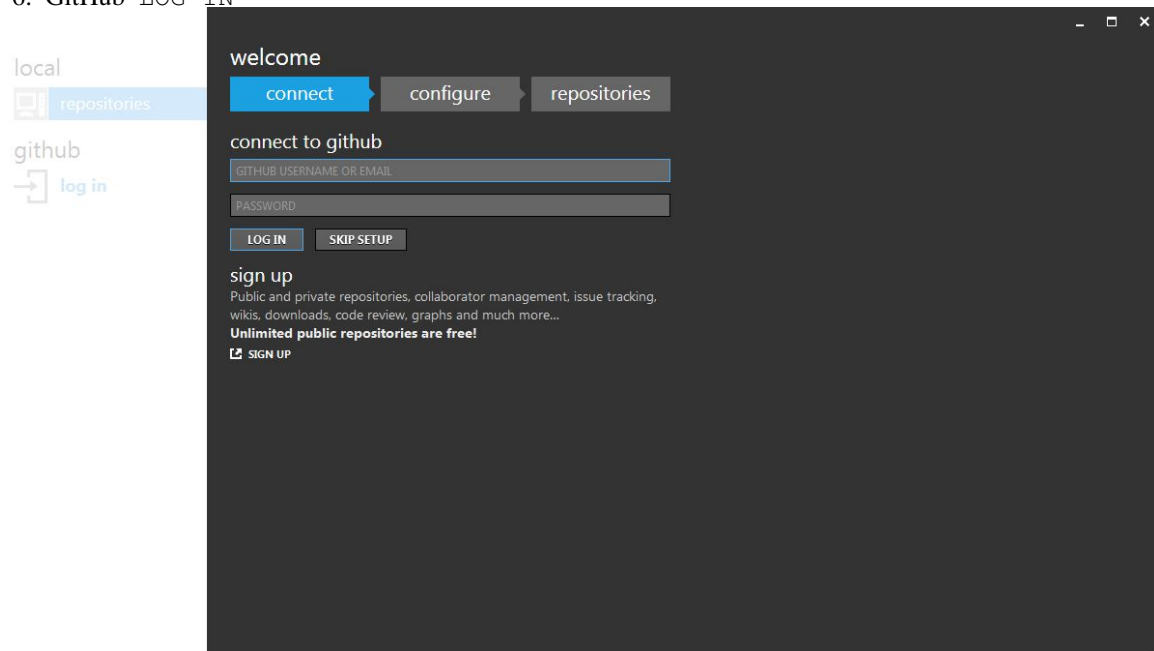 6. GitHub LOG IN
local
repositories
github
log in
welcome
connect configure repositories
connect to github
GITHUB USERNAME OR EMAIL
PASSWORD
LOG IN SKIP SETUP
sign up
Public and private repositories, collaborator management, issue tracking,
wikis, downloads, code review, graphs and much more...
Unlimited public repositories are free!
SIGN UP